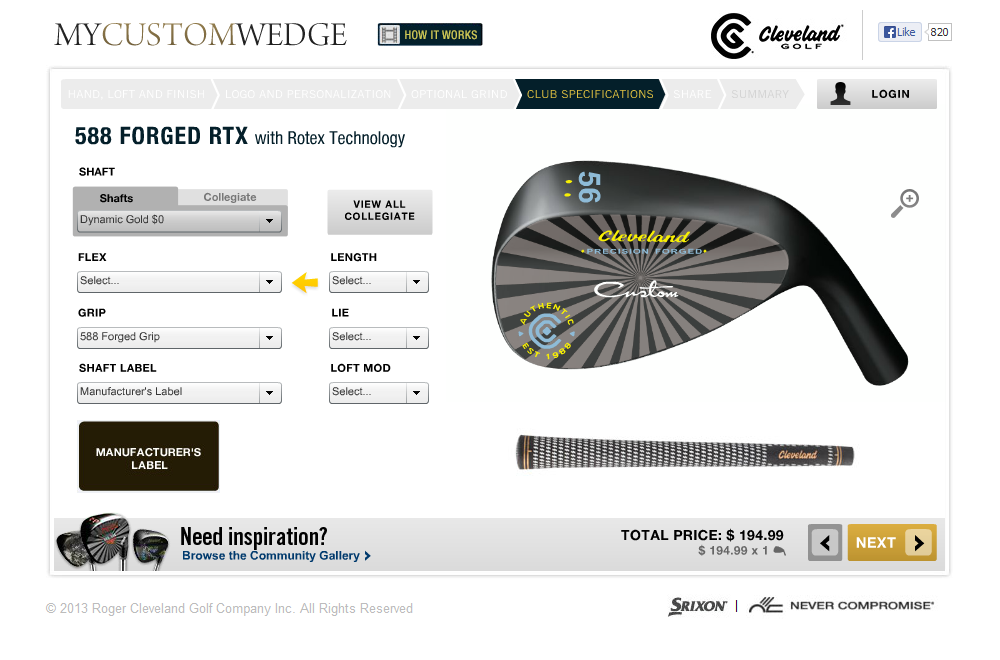 MYCUSTOMWEDGE
HOW IT WORKS
Cleveland
GOLF
Like
820
HAND, LOFT AND FINISH
LOGO AND PERSONALIZATION
OPTIONAL GRIND
CLUB SPECIFICATIONS
SHARE
SUMMARY
LOGIN
588 FORGED RTX with Rotex Technology
SHAFT
Shafts
Collegiate
Dynamic Gold $0
VIEW ALL
COLLEGIATE
FLEX
Select...
LENGTH
Select...
GRIP
588 Forged Grip
LIE
Select...
SHAFT LABEL
Manufacturer's Label
LOFT MOD
Select...
MANUFACTURER'S
LABEL
56
Cleveland
PRECISION FORGED
Custom
AUTHENTIC
EST 1988
Cleveland
Need inspiration?
Browse the Community Gallery
TOTAL PRICE: $ 194.99
$ 194.99 x 1
NEXT
© 2013 Roger Cleveland Golf Company Inc. All Rights Reserved
SRIXON
|
NEVER COMPROMISE